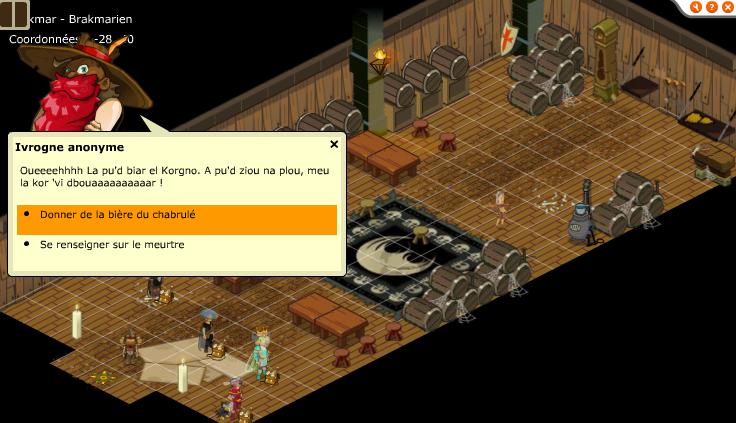 kmar - Brakmarien
Coordonnées -28
Ivrogne anonyme
Oueeeehhhh La pu'd biar el Korgno. A pu'd ziou na plou, meu
la kor 'vi dbouaaaaaaaaaar !
Donner de la bière du chabrulé
Se renseigner sur le meurtre